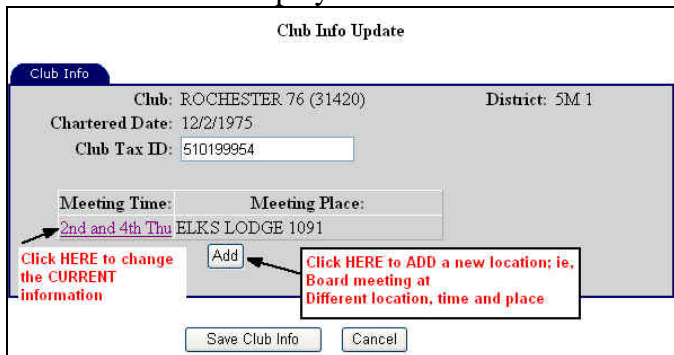 Club Info Update
Club Info
Club: ROCHESTER 76 (31420) District: 5M 1
Chartered Date: 12/2/1975
Club Tax ID: 510199954
Meeting Time: Meeting Place:
2nd and 4th Thu ELKS LODGE 1091
Click HERE to change
the CURRENT
information
Add
Click HERE to ADD a new location; ie,
Board meeting at
Different location, time and place
Save Club Info Cancel